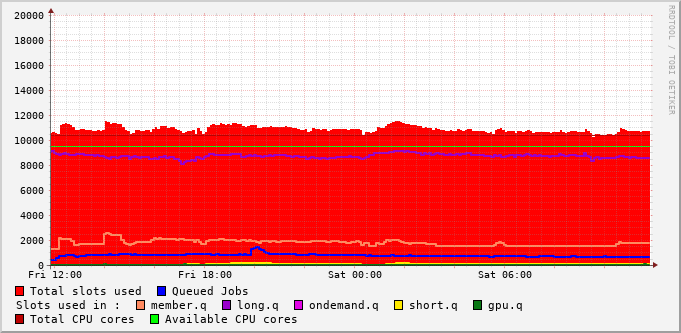 20000
18000
16000
14000
12000
10000
8000
6000
4000
2000
0
Fri 12:00 Fri 18:00 Sat 00:00 Sat 06:00
Total slots used Queued Jobs
Slots used in : member.q long.q ondemand.q short.q gpu.q
Total CPU cores Available CPU cores
RRDTOOL / TOBI OETIKER